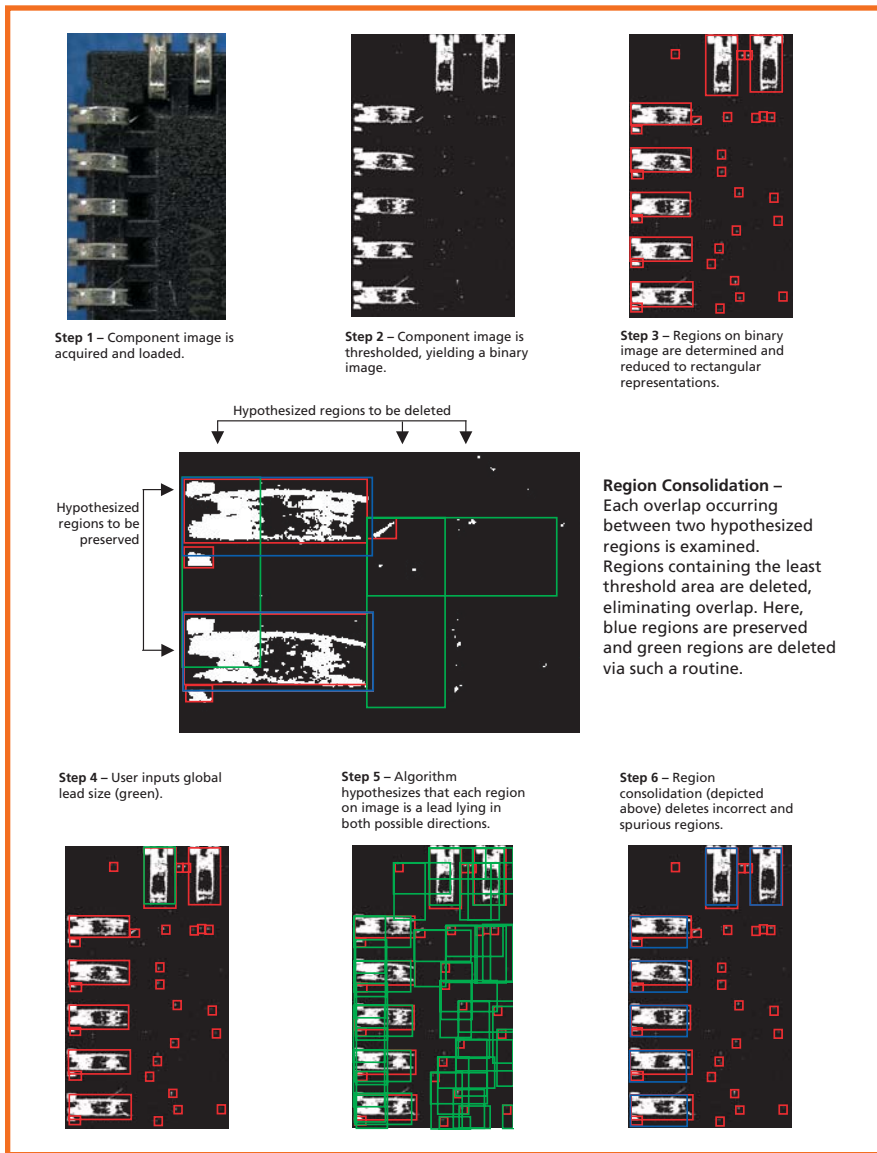 Step 1 – Component image is
acquired and loaded.
Step 2 – Component image is
thresholded, yielding a binary
image.
Step 3 – Regions on binary
image are determined and
reduced to rectangular
representations.
Hypothesized regions to be deleted
Hypothesized
regions to be
preserved
Region Consolidation –
Each overlap occurring
between two hypothesized
regions is examined.
Regions containing the least
threshold area are deleted,
eliminating overlap. Here,
blue regions are preserved
and green regions are deleted
via such a routine.
Step 4 – User inputs global
lead size (green).
Step 5 – Algorithm
hypothesizes that each region
on image is a lead lying in
both possible directions.
Step 6 – Region
consolidation (depicted
above) deletes incorrect and
spurious regions.